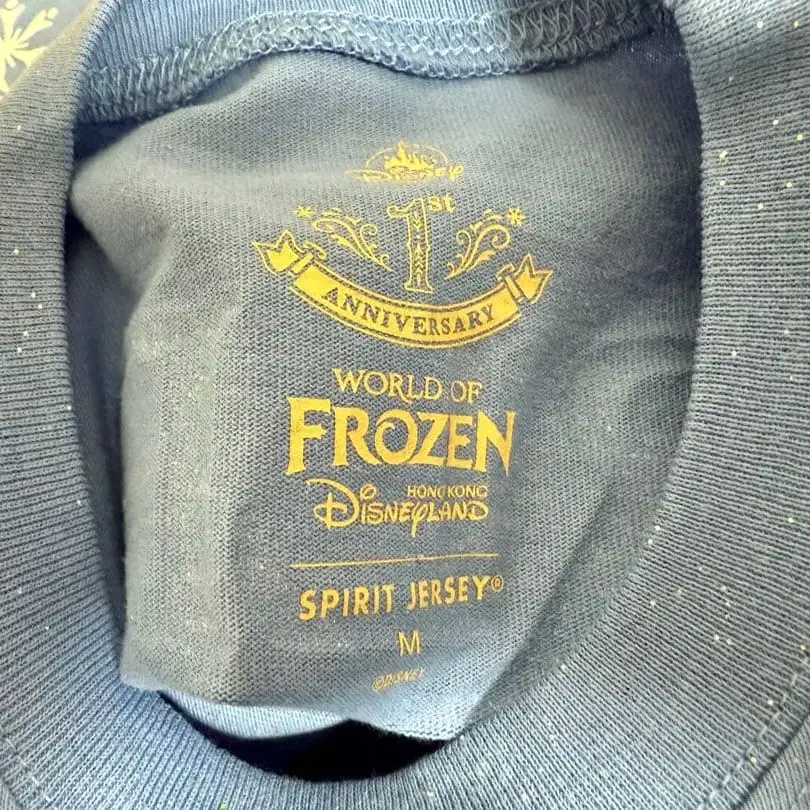 Disney
1st
ANNIVERSARY
WORLD OF
FROZEN
HONG KONG
DISNEYLAND
SPIRIT JERSEY®
M
©DISNEY